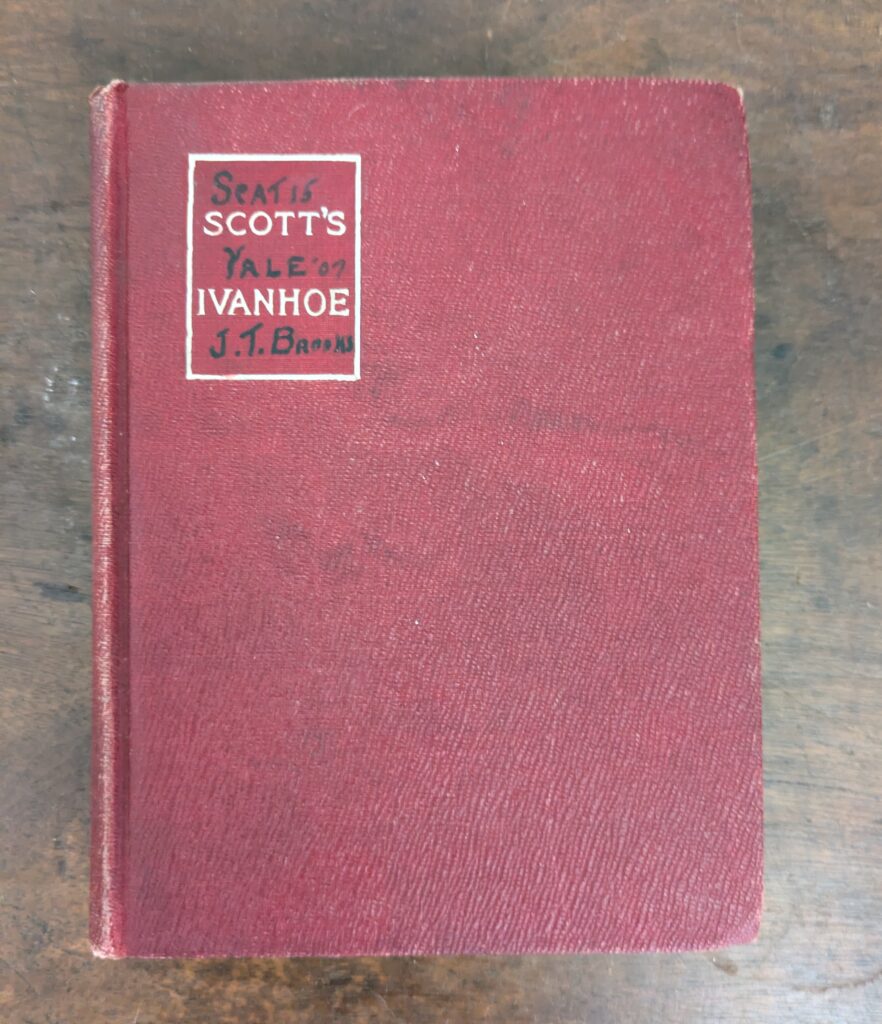 SEAT 15
SCOTT'S
YALE '07
IVANHOE
J.T. BROOKS